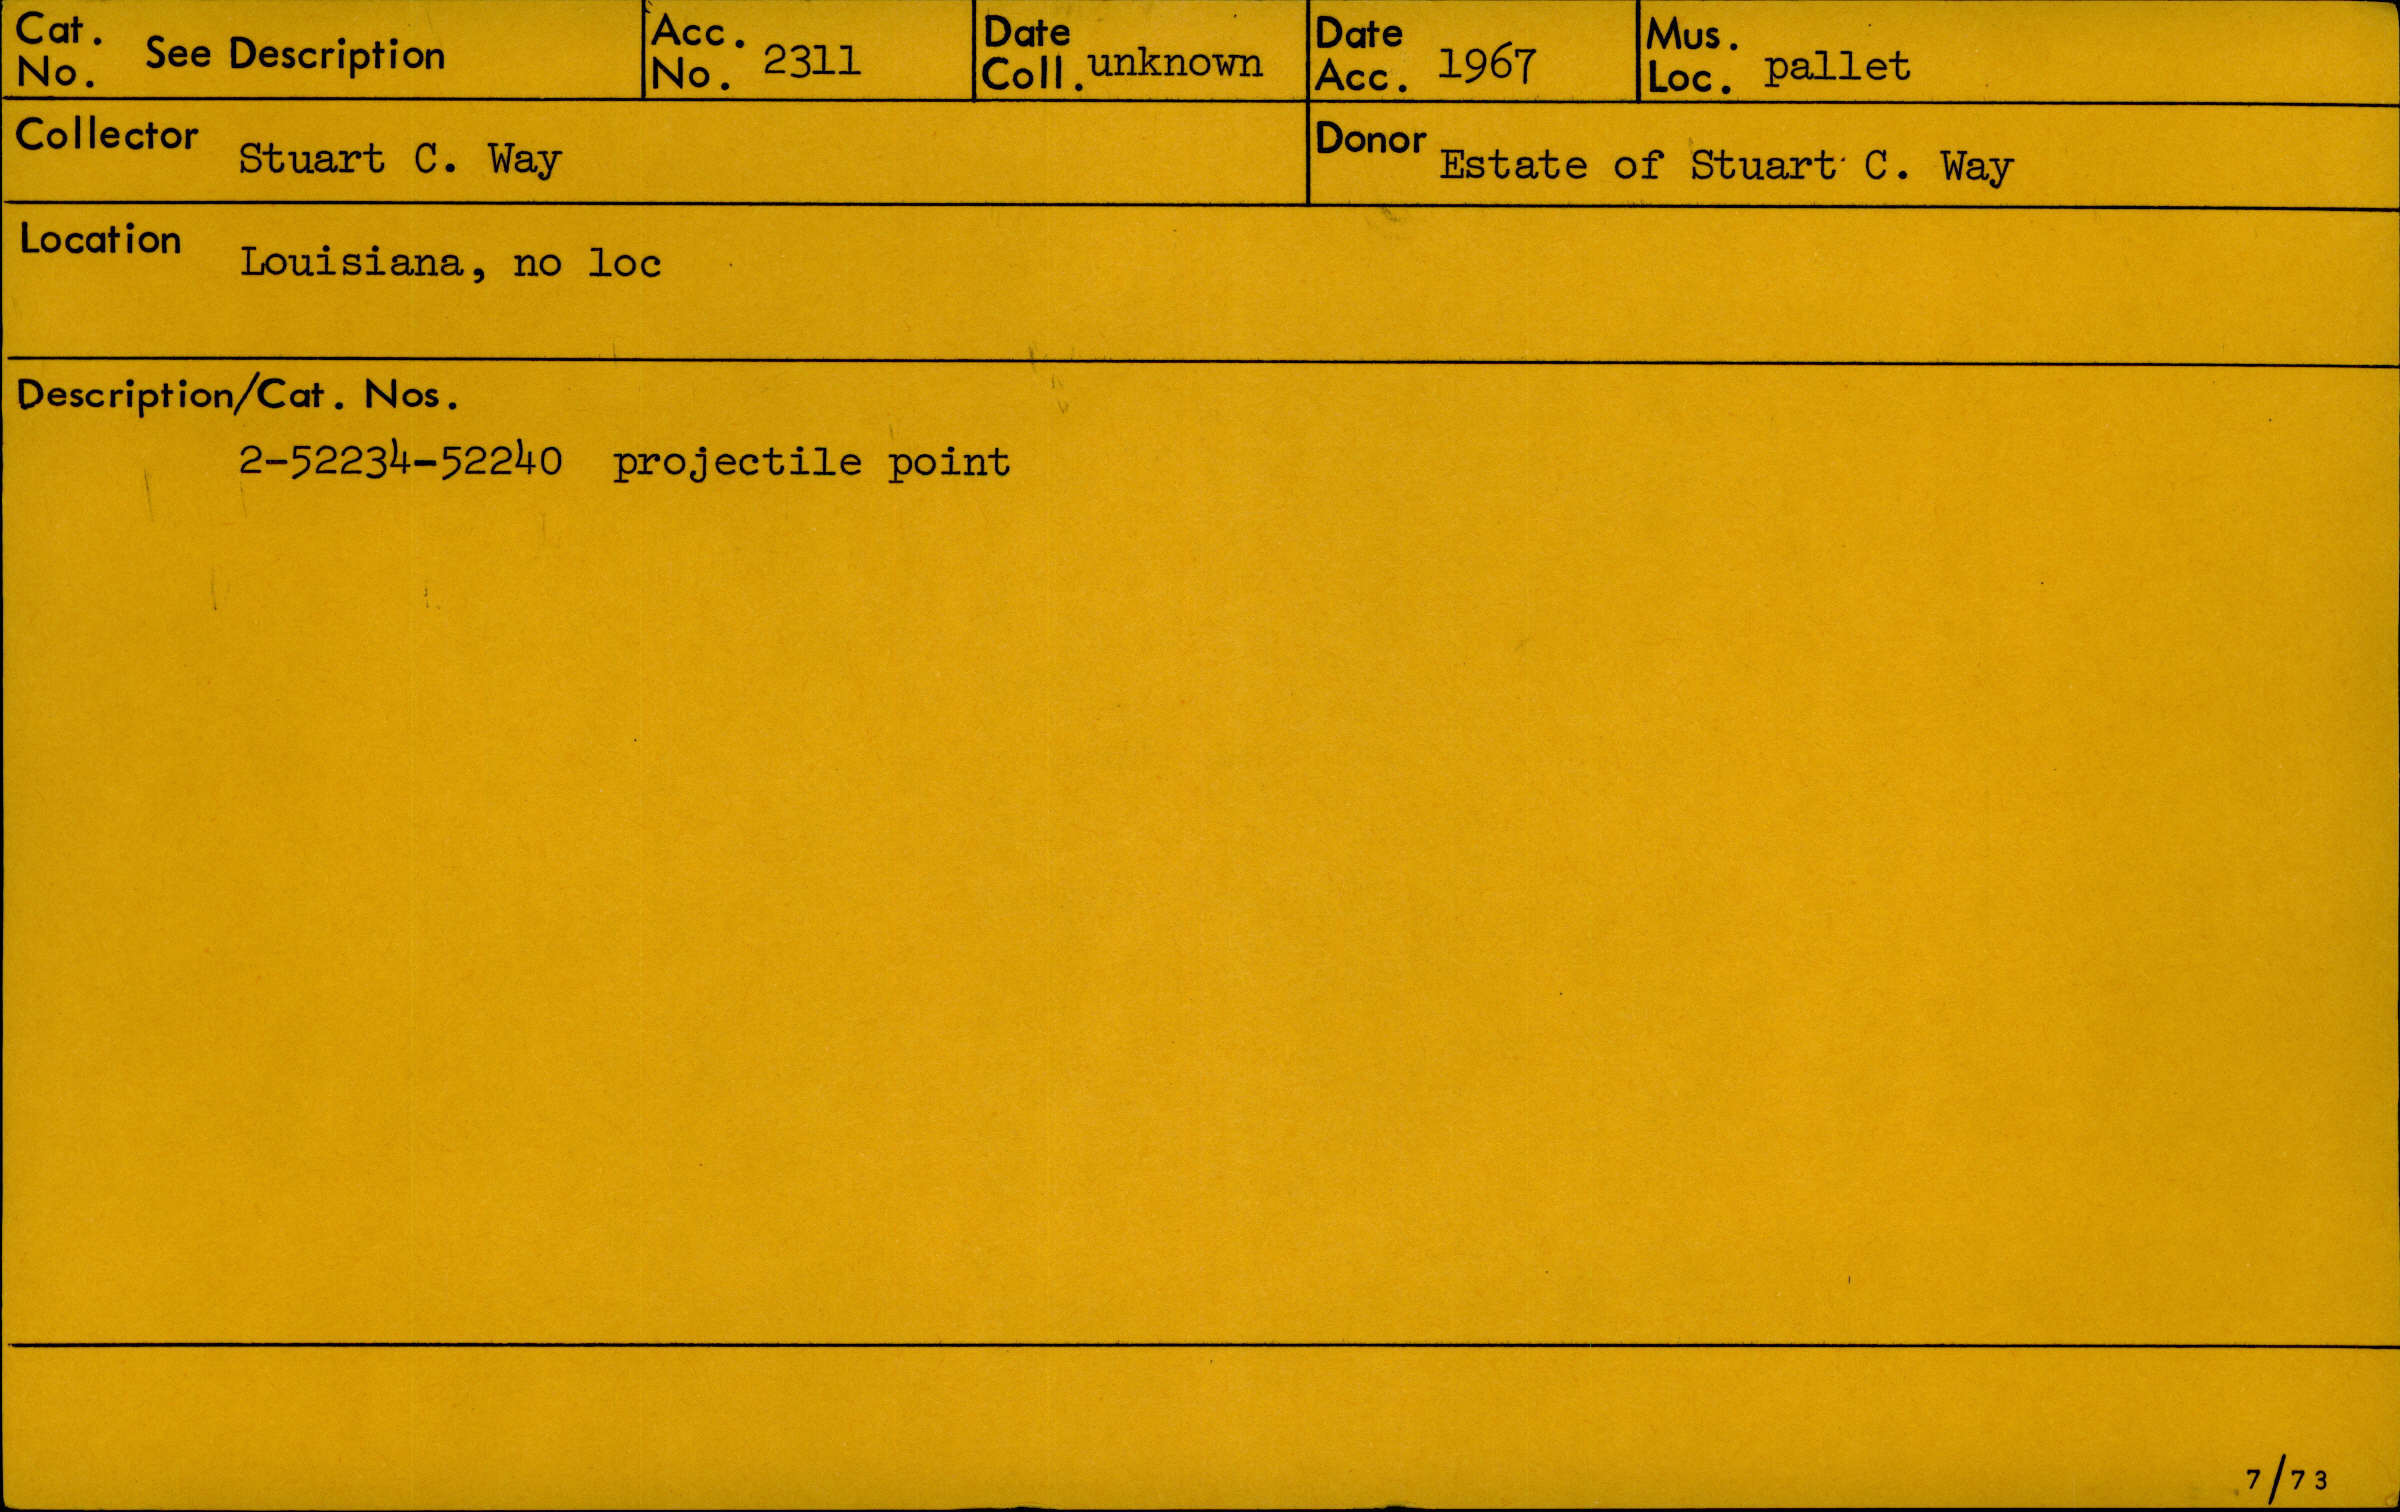 Cat. No. See Description
Acc. No. 2311
Date Coll. unknown
Date Acc. 1967
Mus. Loc. pallet
Collector Stuart C. Way
Donor Estate of Stuart C. Way
Location Louisiana, no loc
Description/Cat. Nos.
2-52234-52240 projectile point
7/73